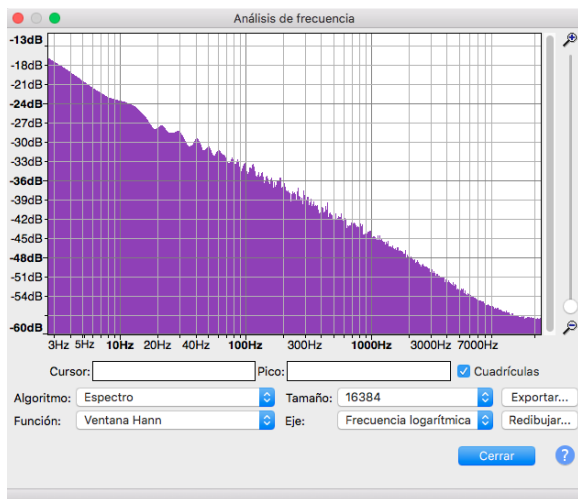 Análisis de frecuencia
-13dB
-18dB
-21dB
-24dB
-27dB
-30dB
-33dB
-36dB
-39dB
-42dB
-45dB
-48dB
-51dB
-54dB
-60dB
3Hz 5Hz 10Hz 20Hz 40Hz 100Hz 300Hz 1000Hz 3000Hz 7000Hz
Cursor: Pico: Cuadrículas
Algoritmo: Espectro Tamaño: 16384 Exportar...
Función: Ventana Hann Eje: Frecuencia logarítmica Redibujar...
Cerrar ?